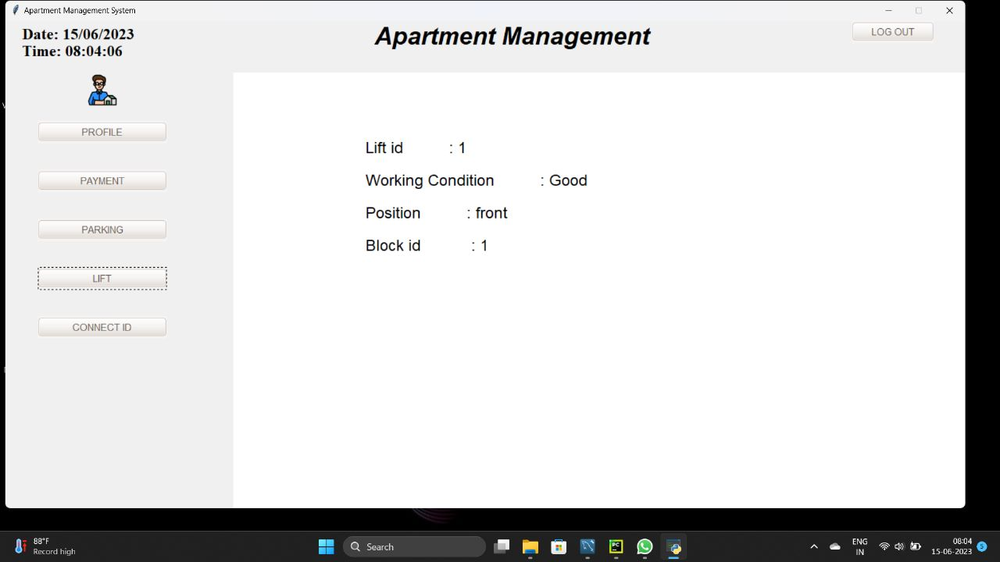 Apartment Management System
Date: 15/06/2023
Time: 08:04:06
Apartment Management
LOG OUT
PROFILE
PAYMENT
PARKING
LIFT
CONNECT ID
Lift id : 1
Working Condition : Good
Position : front
Block id : 1
88°F
Record high
Search
PC
ENG
IN
08:04
15-06-2023
5